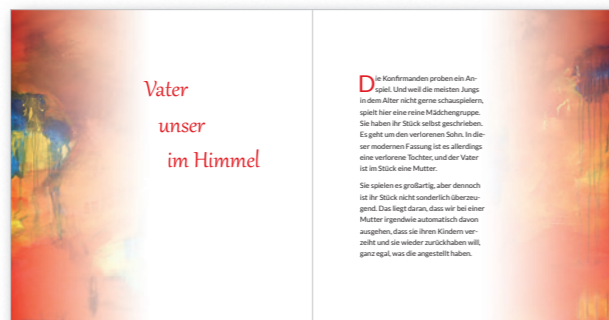 Vater
unser
im Himmel
Die Konfirmanden proben ein An-
spiel. Und weil die meisten Jungs
in dem Alter nicht gerne schauspielern,
spielt hier eine reine Mädchengruppe.
Sie haben ihr Stück selbst geschrieben.
Es geht um den verlorenen Sohn. In die-
ser modernen Fassung ist es allerdings
eine verlorene Tochter, und der Vater
ist im Stück eine Mutter.
Sie spielen es großartig, aber dennoch
ist ihr Stück nicht sonderlich überzeu-
gend. Das liegt daran, dass wir bei einer
Mutter irgendwie automatisch davon
ausgehen, dass sie ihren Kindern ver-
zeiht und sie wieder zurückhaben will,
ganz egal, was die angestellt haben.